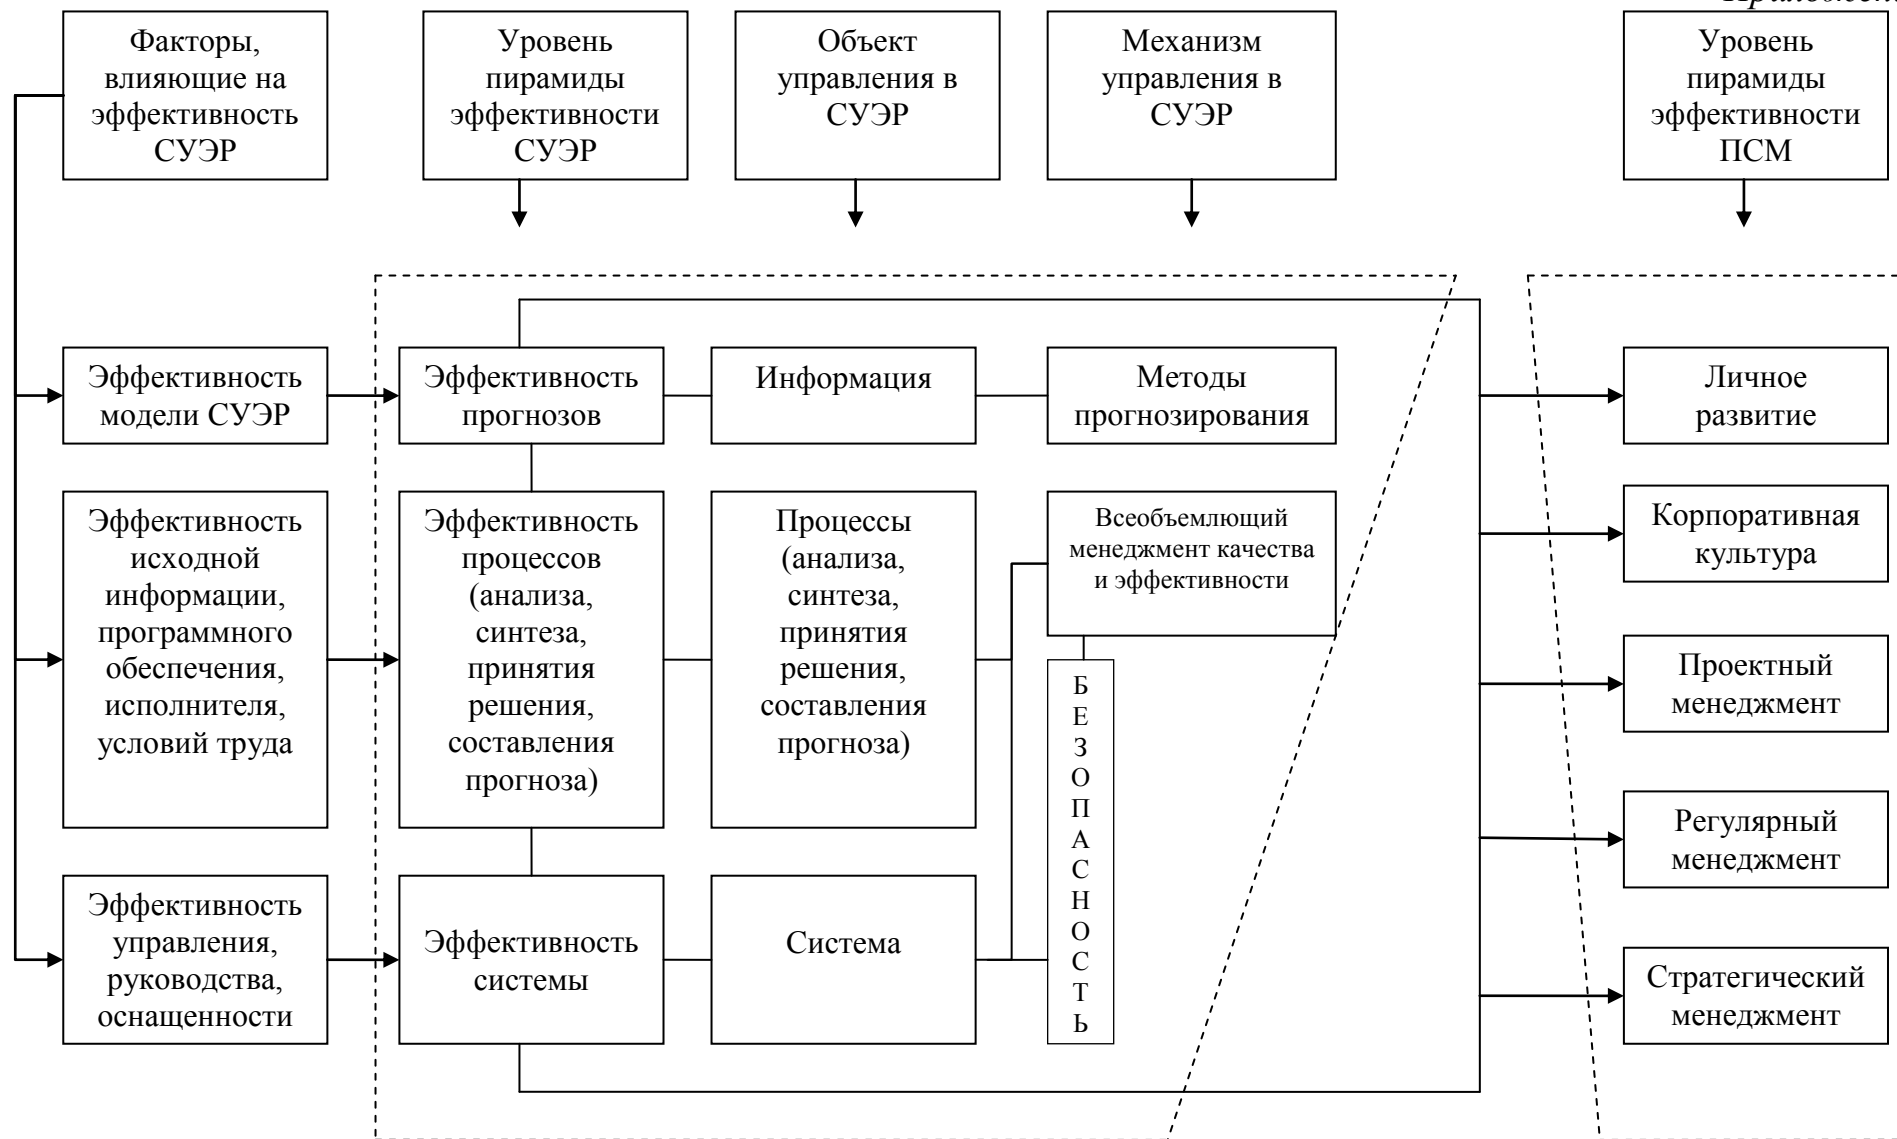 Факторы,
влияющие на
эффективность
СУЭР
Уровень
пирамиды
эффективности
СУЭР
Объект
управления в
СУЭР
Механизм
управления в
СУЭР
Уровень
пирамиды
эффективности
ПСМ
Эффективность
модели СУЭР
Эффективность
прогнозов
Информация
Методы
прогнозирования
Личное
развитие
Эффективность
исходной
информации,
программного
обеспечения,
исполнителя,
условий труда
Эффективность
процессов
(анализа,
синтеза,
принятия
решения,
составления
прогноза)
Процессы
(анализа,
синтеза,
принятия
решения,
составления
прогноза)
Всеобъемлющий
менеджмент качества
и эффективности
Корпоративная
культура
Проектный
менеджмент
Б
Е
З
О
П
А
С
Н
О
С
Т
Ь
Регулярный
менеджмент
Эффективность
управления,
руководства,
оснащенности
Эффективность
системы
Система
Стратегический
менеджмент